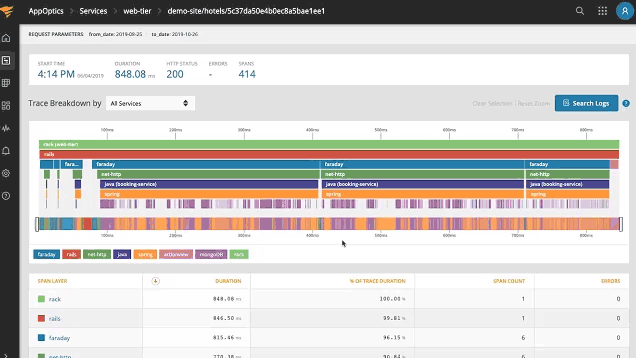 AppOptics > Services > web-tier > demo-site/hotels/5c37da50e4b0ec8a5bae1ee1
REQUEST PARAMETERS: from_date: 2019-09-25 | to_date: 2019-10-26
START TIME DURATION HTTP STATUS ERRORS SPANS
4:14 PM 06/04/2019 848.08 ms 200 - 414
Trace Breakdown by All Services Clear Selection | Reset Zoom Search Logs
100ms 200ms 300ms 400ms 500ms 600ms 700ms 800ms
rack (web-tier)
rails
fara... faraday faraday faraday
net-http net-http net-http
java (booking-service) java (booking-service) java (booking-service)
spring spring spring
100ms 200ms 300ms 400ms 500ms 600ms 700ms 800ms
faraday rails net-http java spring actionview mongoDB rack
SPAN LAYER DURATION % OF TRACE DURATION SPAN COUNT ERRORS
rack 848.08 ms 100.00 % 1 0
rails 846.50 ms 99.81 % 1 0
faraday 815.46 ms 96.15 % 6 0
net-http 770.38 ms 90.84 % 6 0